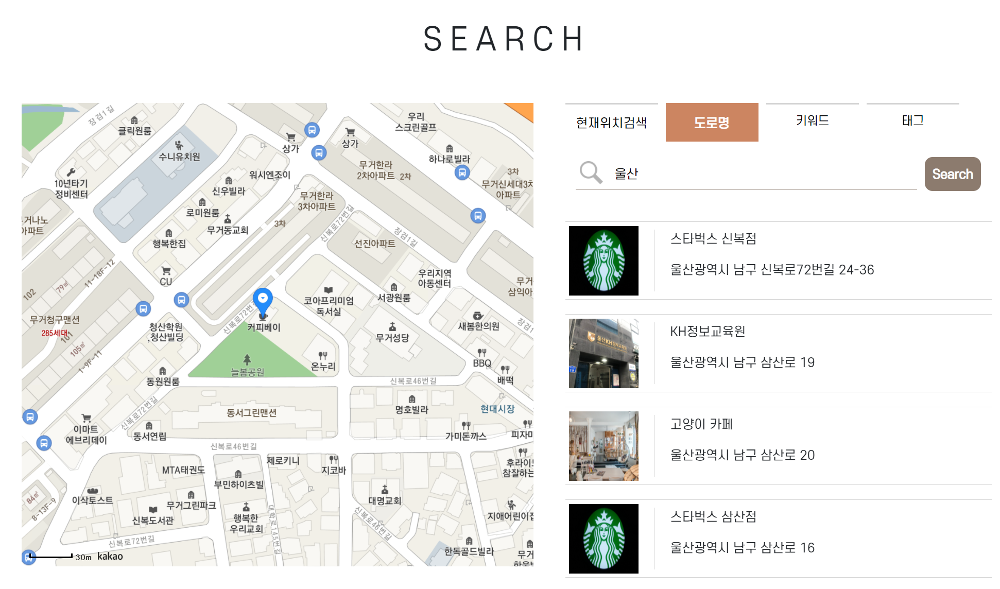 SEARCH
현재위치검색
도로명
키워드
태그
울산
Search
스타벅스 신복점
울산광역시 남구 신복로72번길 24-36
KH정보교육원
울산광역시 남구 삼산로 19
고양이 카페
울산광역시 남구 삼산로 20
스타벅스 삼산점
울산광역시 남구 삼산로 16
울산KH정보교육원
19
장검1길
클릭원룸
수니유치원
상가
상가
우리
스크린골프
하나로빌라
10년타기
정비센터
워시엔조이
신우빌라
로미원룸
무거동교회
무거한라
2차아파트
2차
3차
무거신세대3차
아파트
무거한라
3차아파트
3차
신복로72번길
행복한집
선진아파트
장검1길
아파트
CU
11-18F-12
79㎡
102
우리지역
아동센터
서광원룸
코아프리미엄
독서실
무거청구맨션
285세대
101
105㎡
1-9F-11
청산학원
,청산빌딩
신복로72번길
커피베이
무거성당
새봄한의원
장검1
늘봄공원
온누리
BBQ
배떡
동원원룸
신복로46번길
신복로72번길
동서그린맨션
명호빌라
현대시장
이마트
에브리데이
동서연립
가미돈까스
신복로46번길
제로키니
지코바
MTA태권도
부민하이츠빌
참잘하는
84㎡
8-13F-9
이삭토스트
무거그린파크
신복도서관
행복한
우리교회
대학로145번길
대명교회
신복로46번길
지애어린이집
신복로72번길
한독골드빌라
30m
kakao